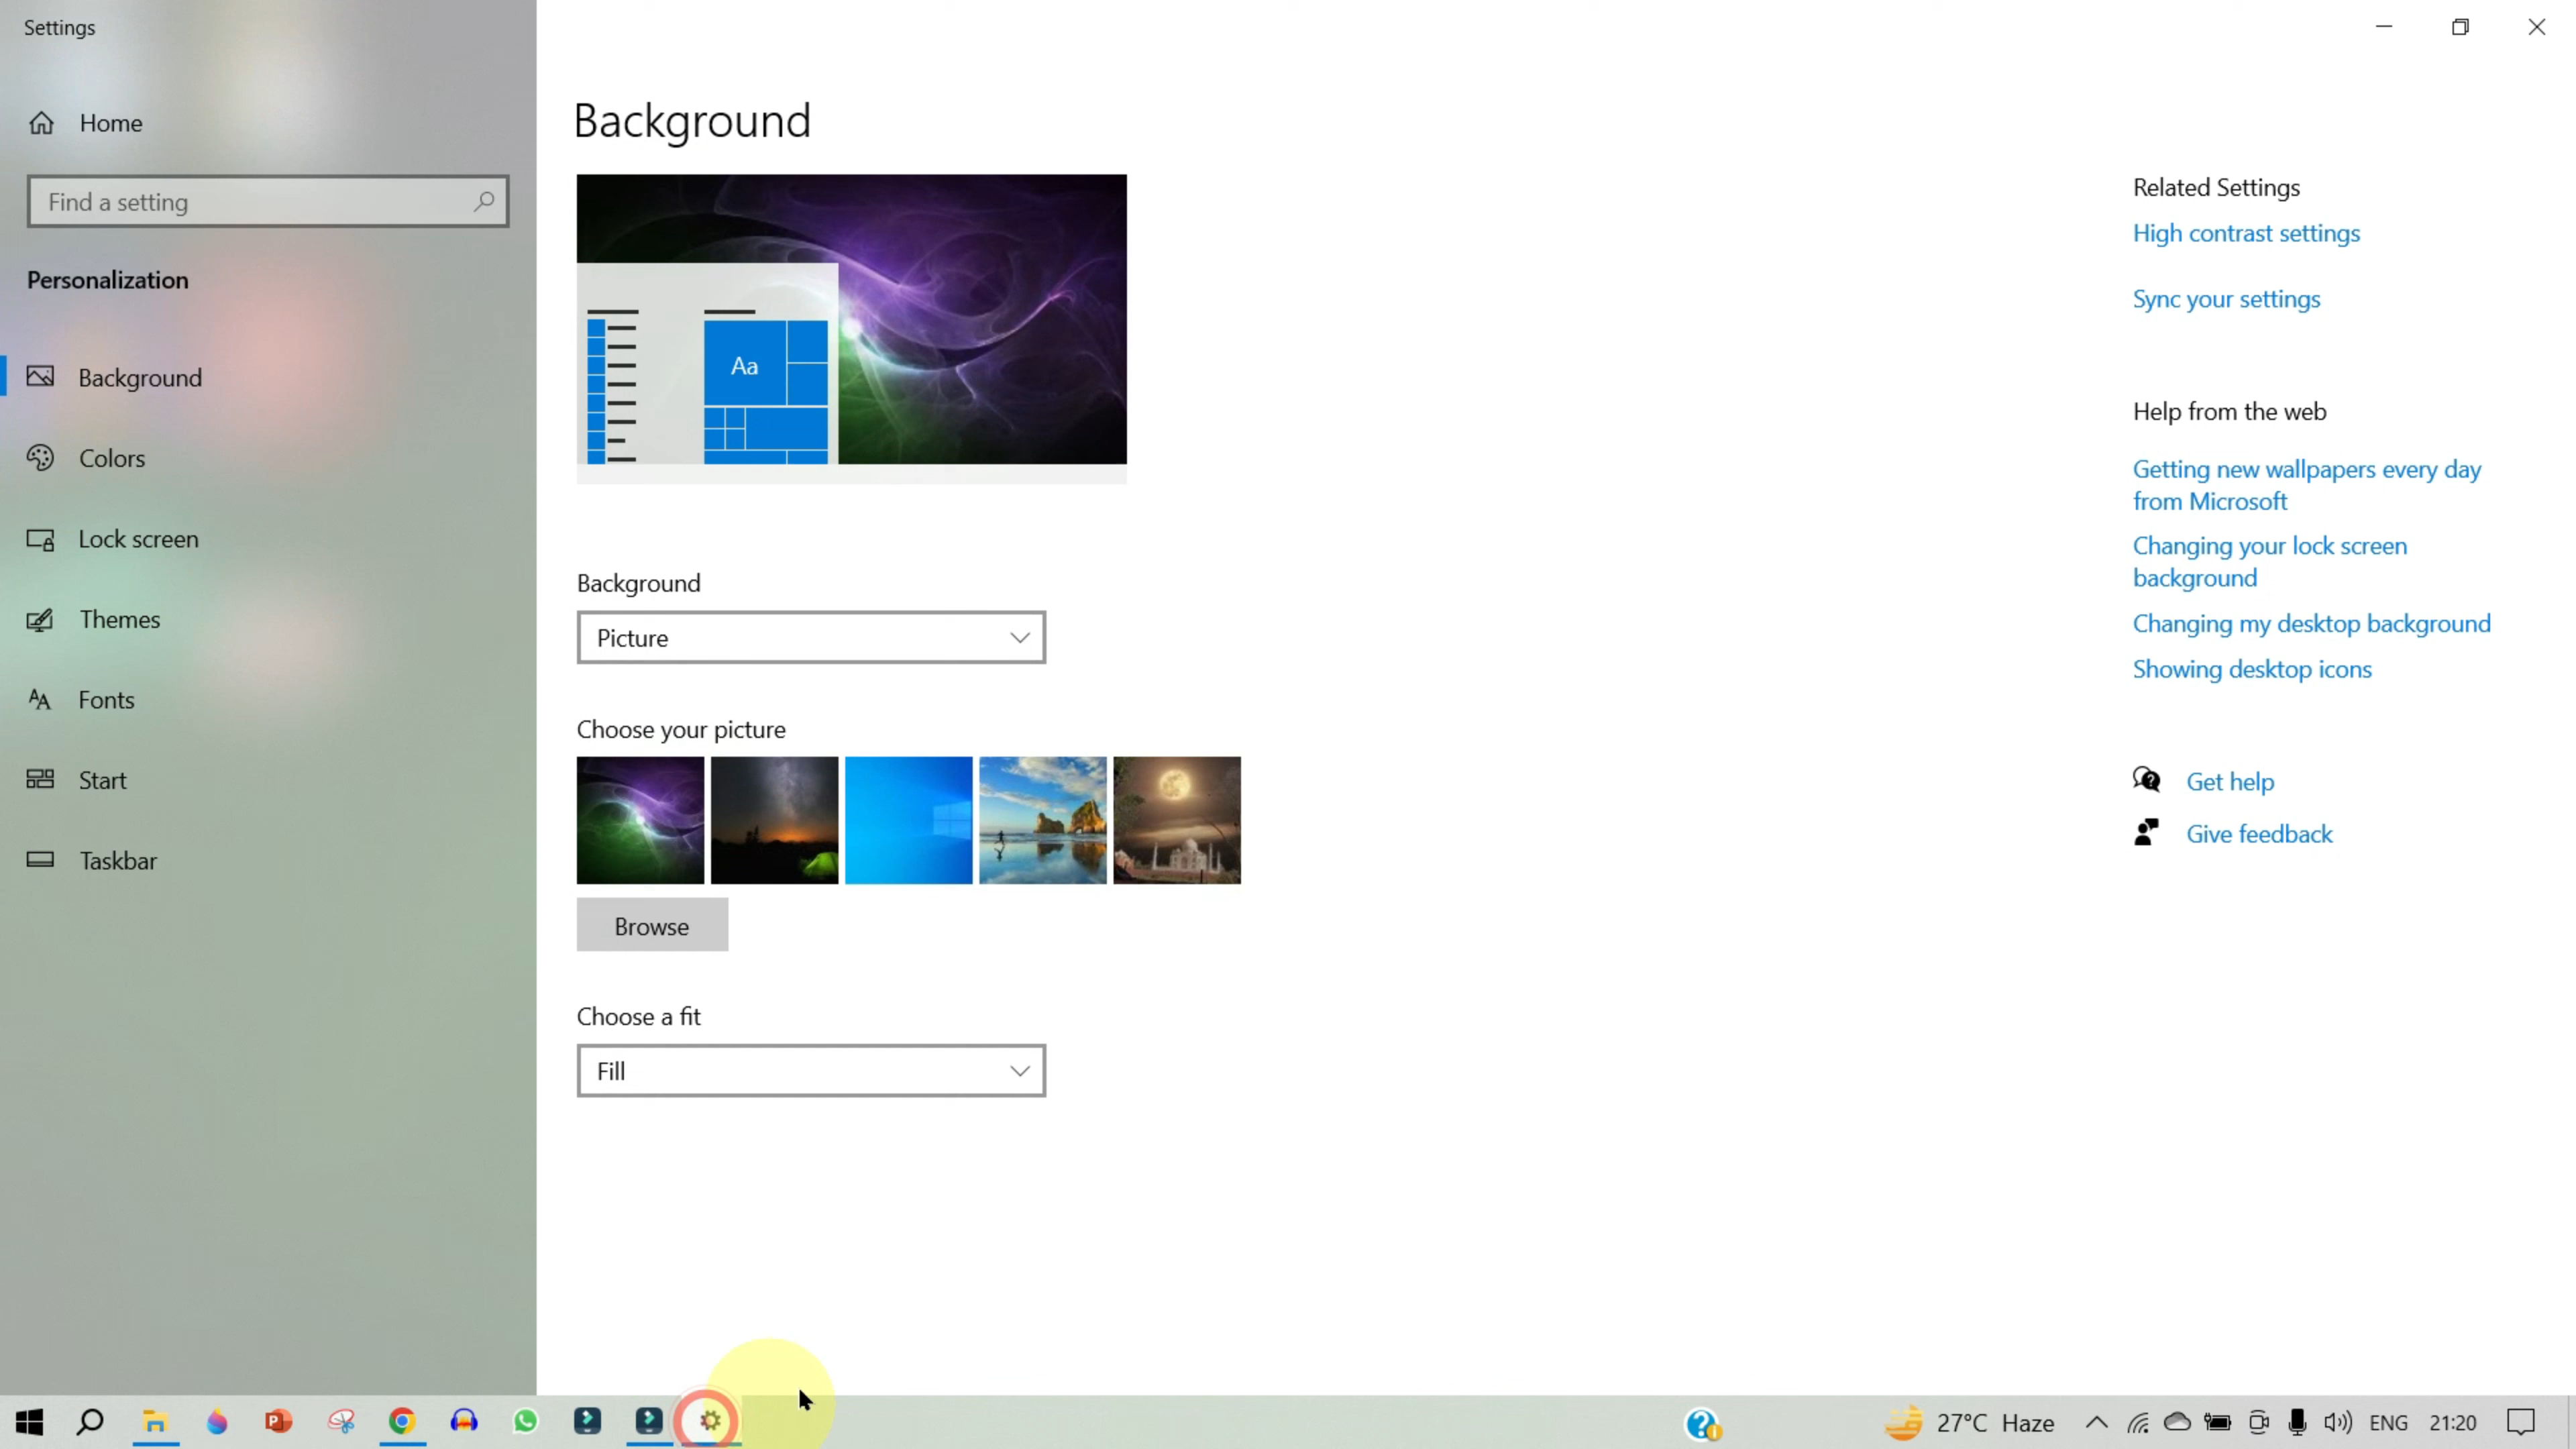 Settings
Home
Find a setting
Personalization
Background
Colors
Lock screen
Themes
Fonts
Start
Taskbar
Background
Aa
Background
Picture
Choose your picture
Browse
Choose a fit
Fill
Related Settings
High contrast settings
Sync your settings
Help from the web
Getting new wallpapers every day
from Microsoft
Changing your lock screen
background
Changing my desktop background
Showing desktop icons
Get help
Give feedback
27°C Haze
ENG
21:20